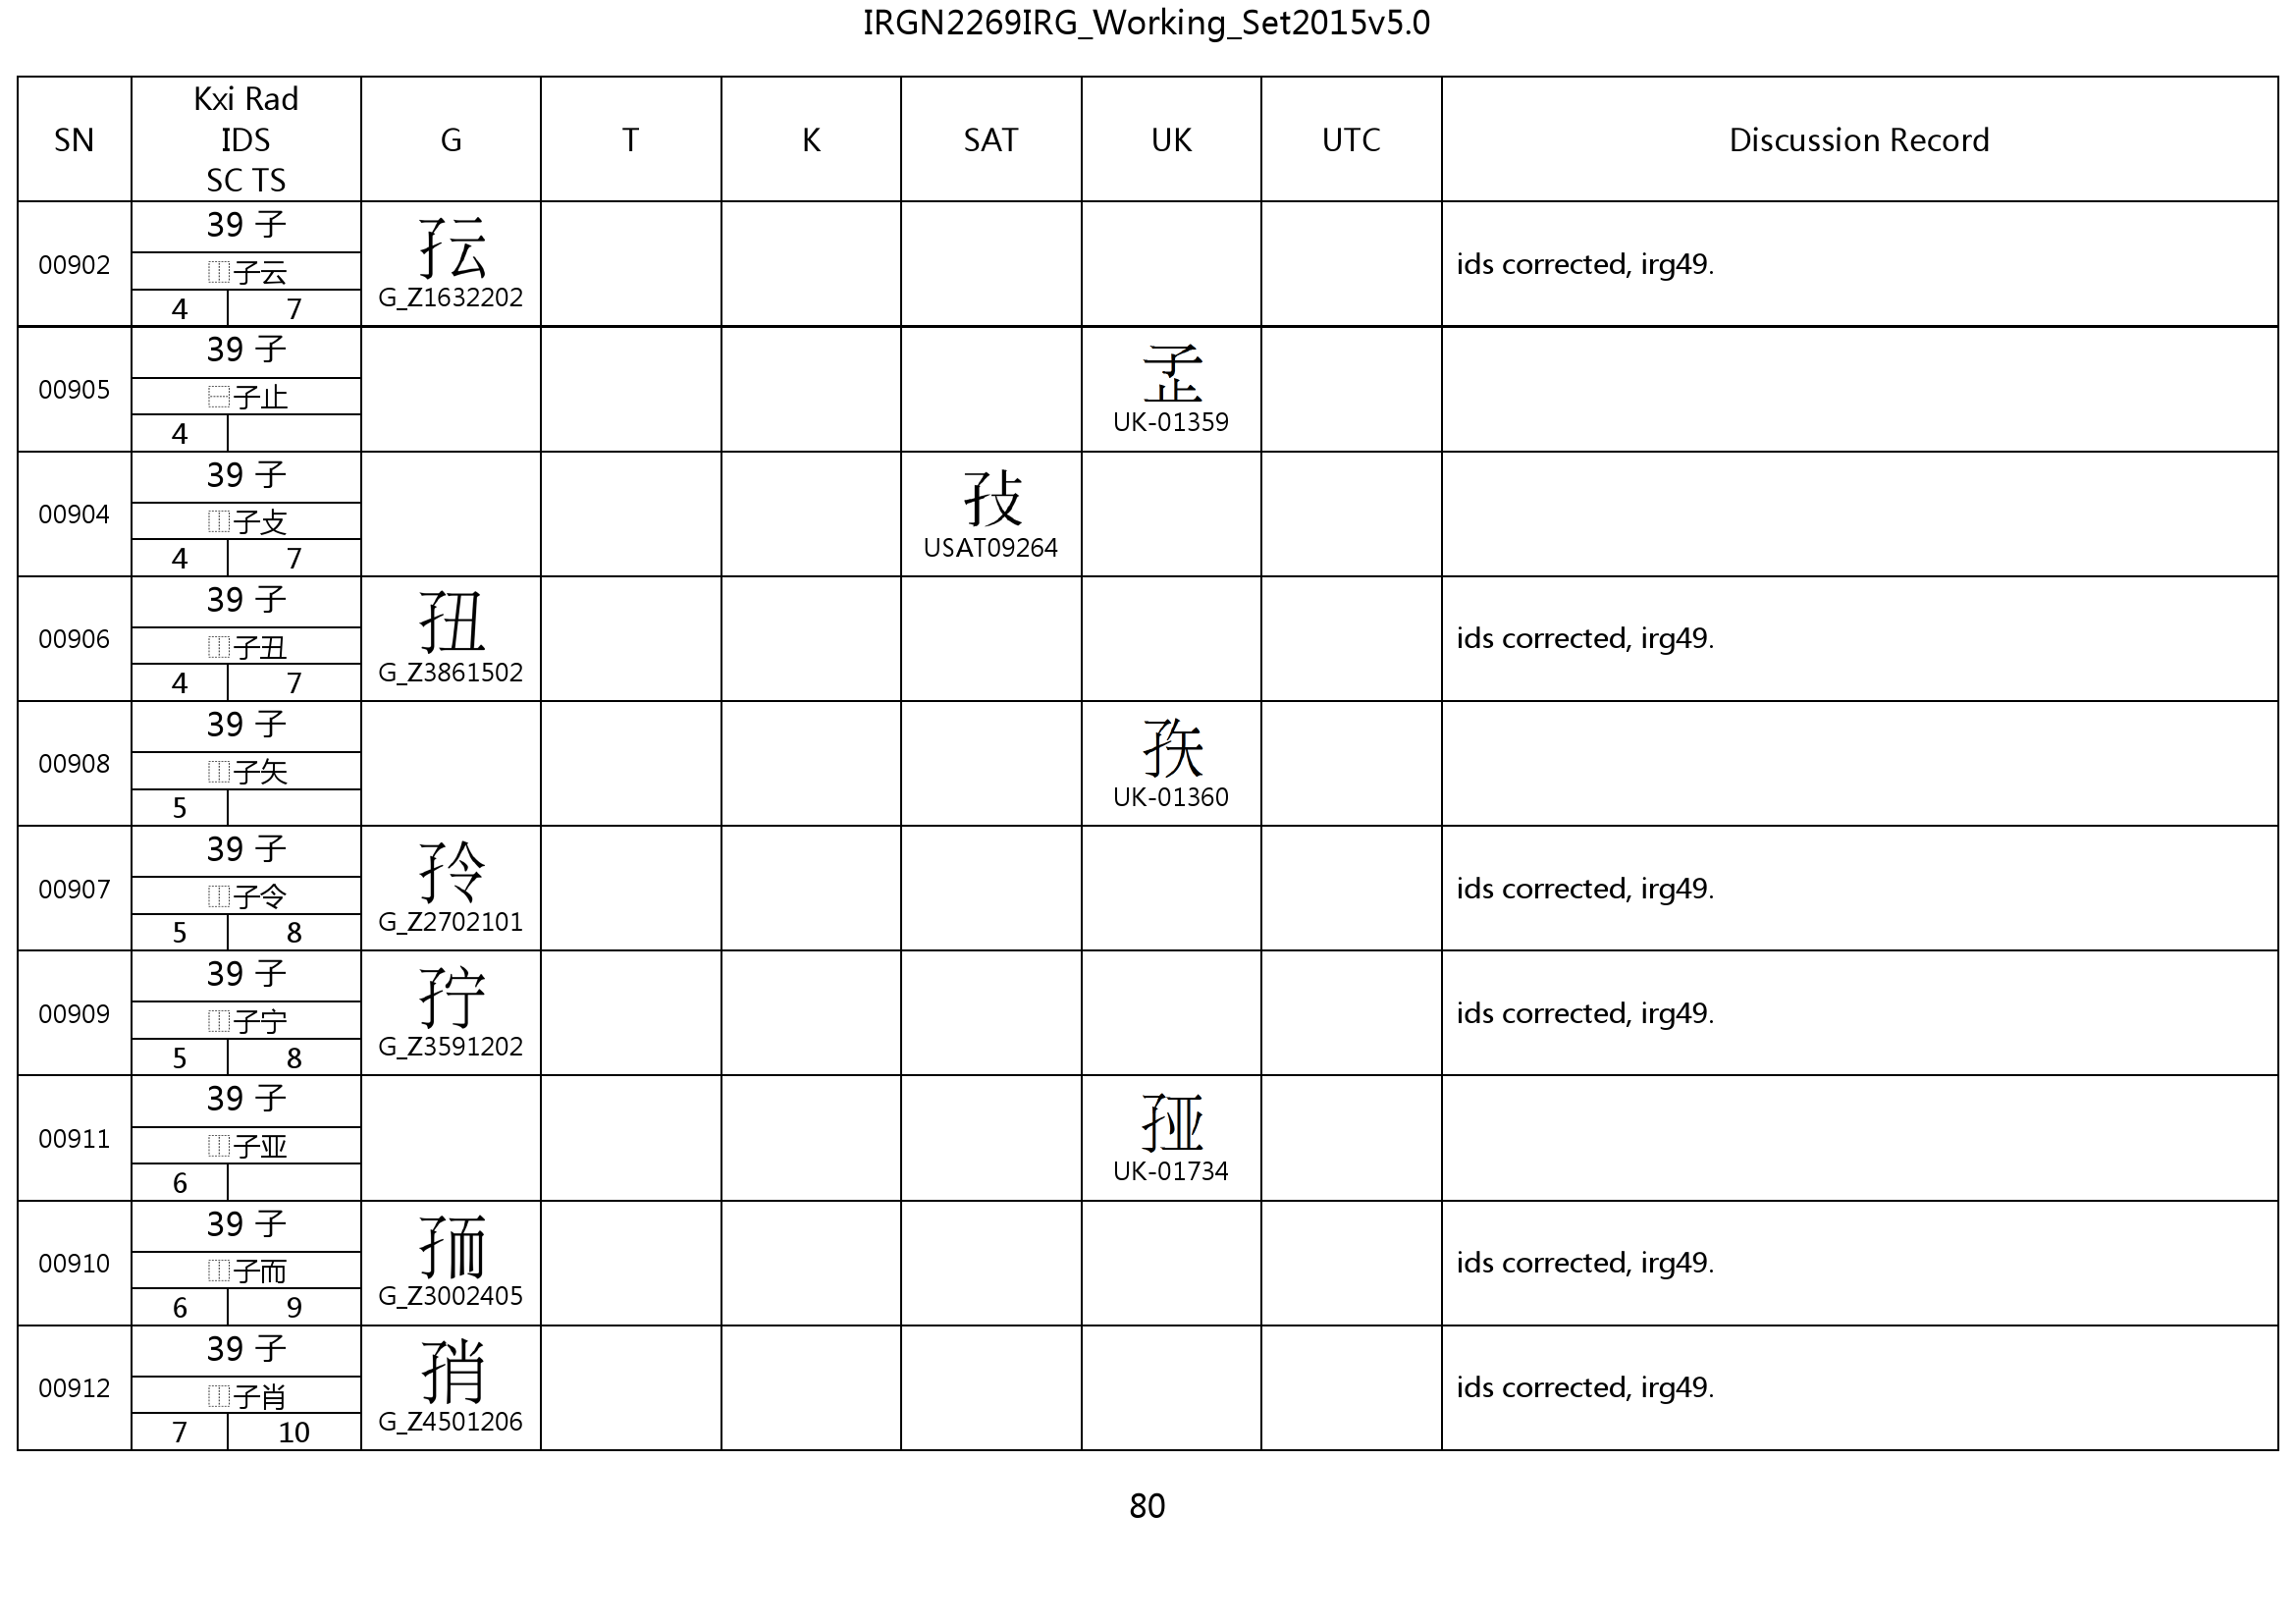 IRGN2269IRG_Working_Set2015v5.0
SN
Kxi Rad
IDS
SC TS
G
T
K
SAT
UK
UTC
Discussion Record
00902
39 子
⿰子云
4 7
G_Z1632202
ids corrected, irg49.
00905
39 子
⿱子止
4
UK-01359
00904
39 子
⿰子攴
4 7
USAT09264
00906
39 子
⿰子丑
4 7
G_Z3861502
ids corrected, irg49.
00908
39 子
⿰子矢
5
UK-01360
00907
39 子
⿰子令
5 8
G_Z2702101
ids corrected, irg49.
00909
39 子
⿰子宁
5 8
G_Z3591202
ids corrected, irg49.
00911
39 子
⿰子亚
6
UK-01734
00910
39 子
⿰子而
6 9
G_Z3002405
ids corrected, irg49.
00912
39 子
⿰子肖
7 10
G_Z4501206
ids corrected, irg49.
80